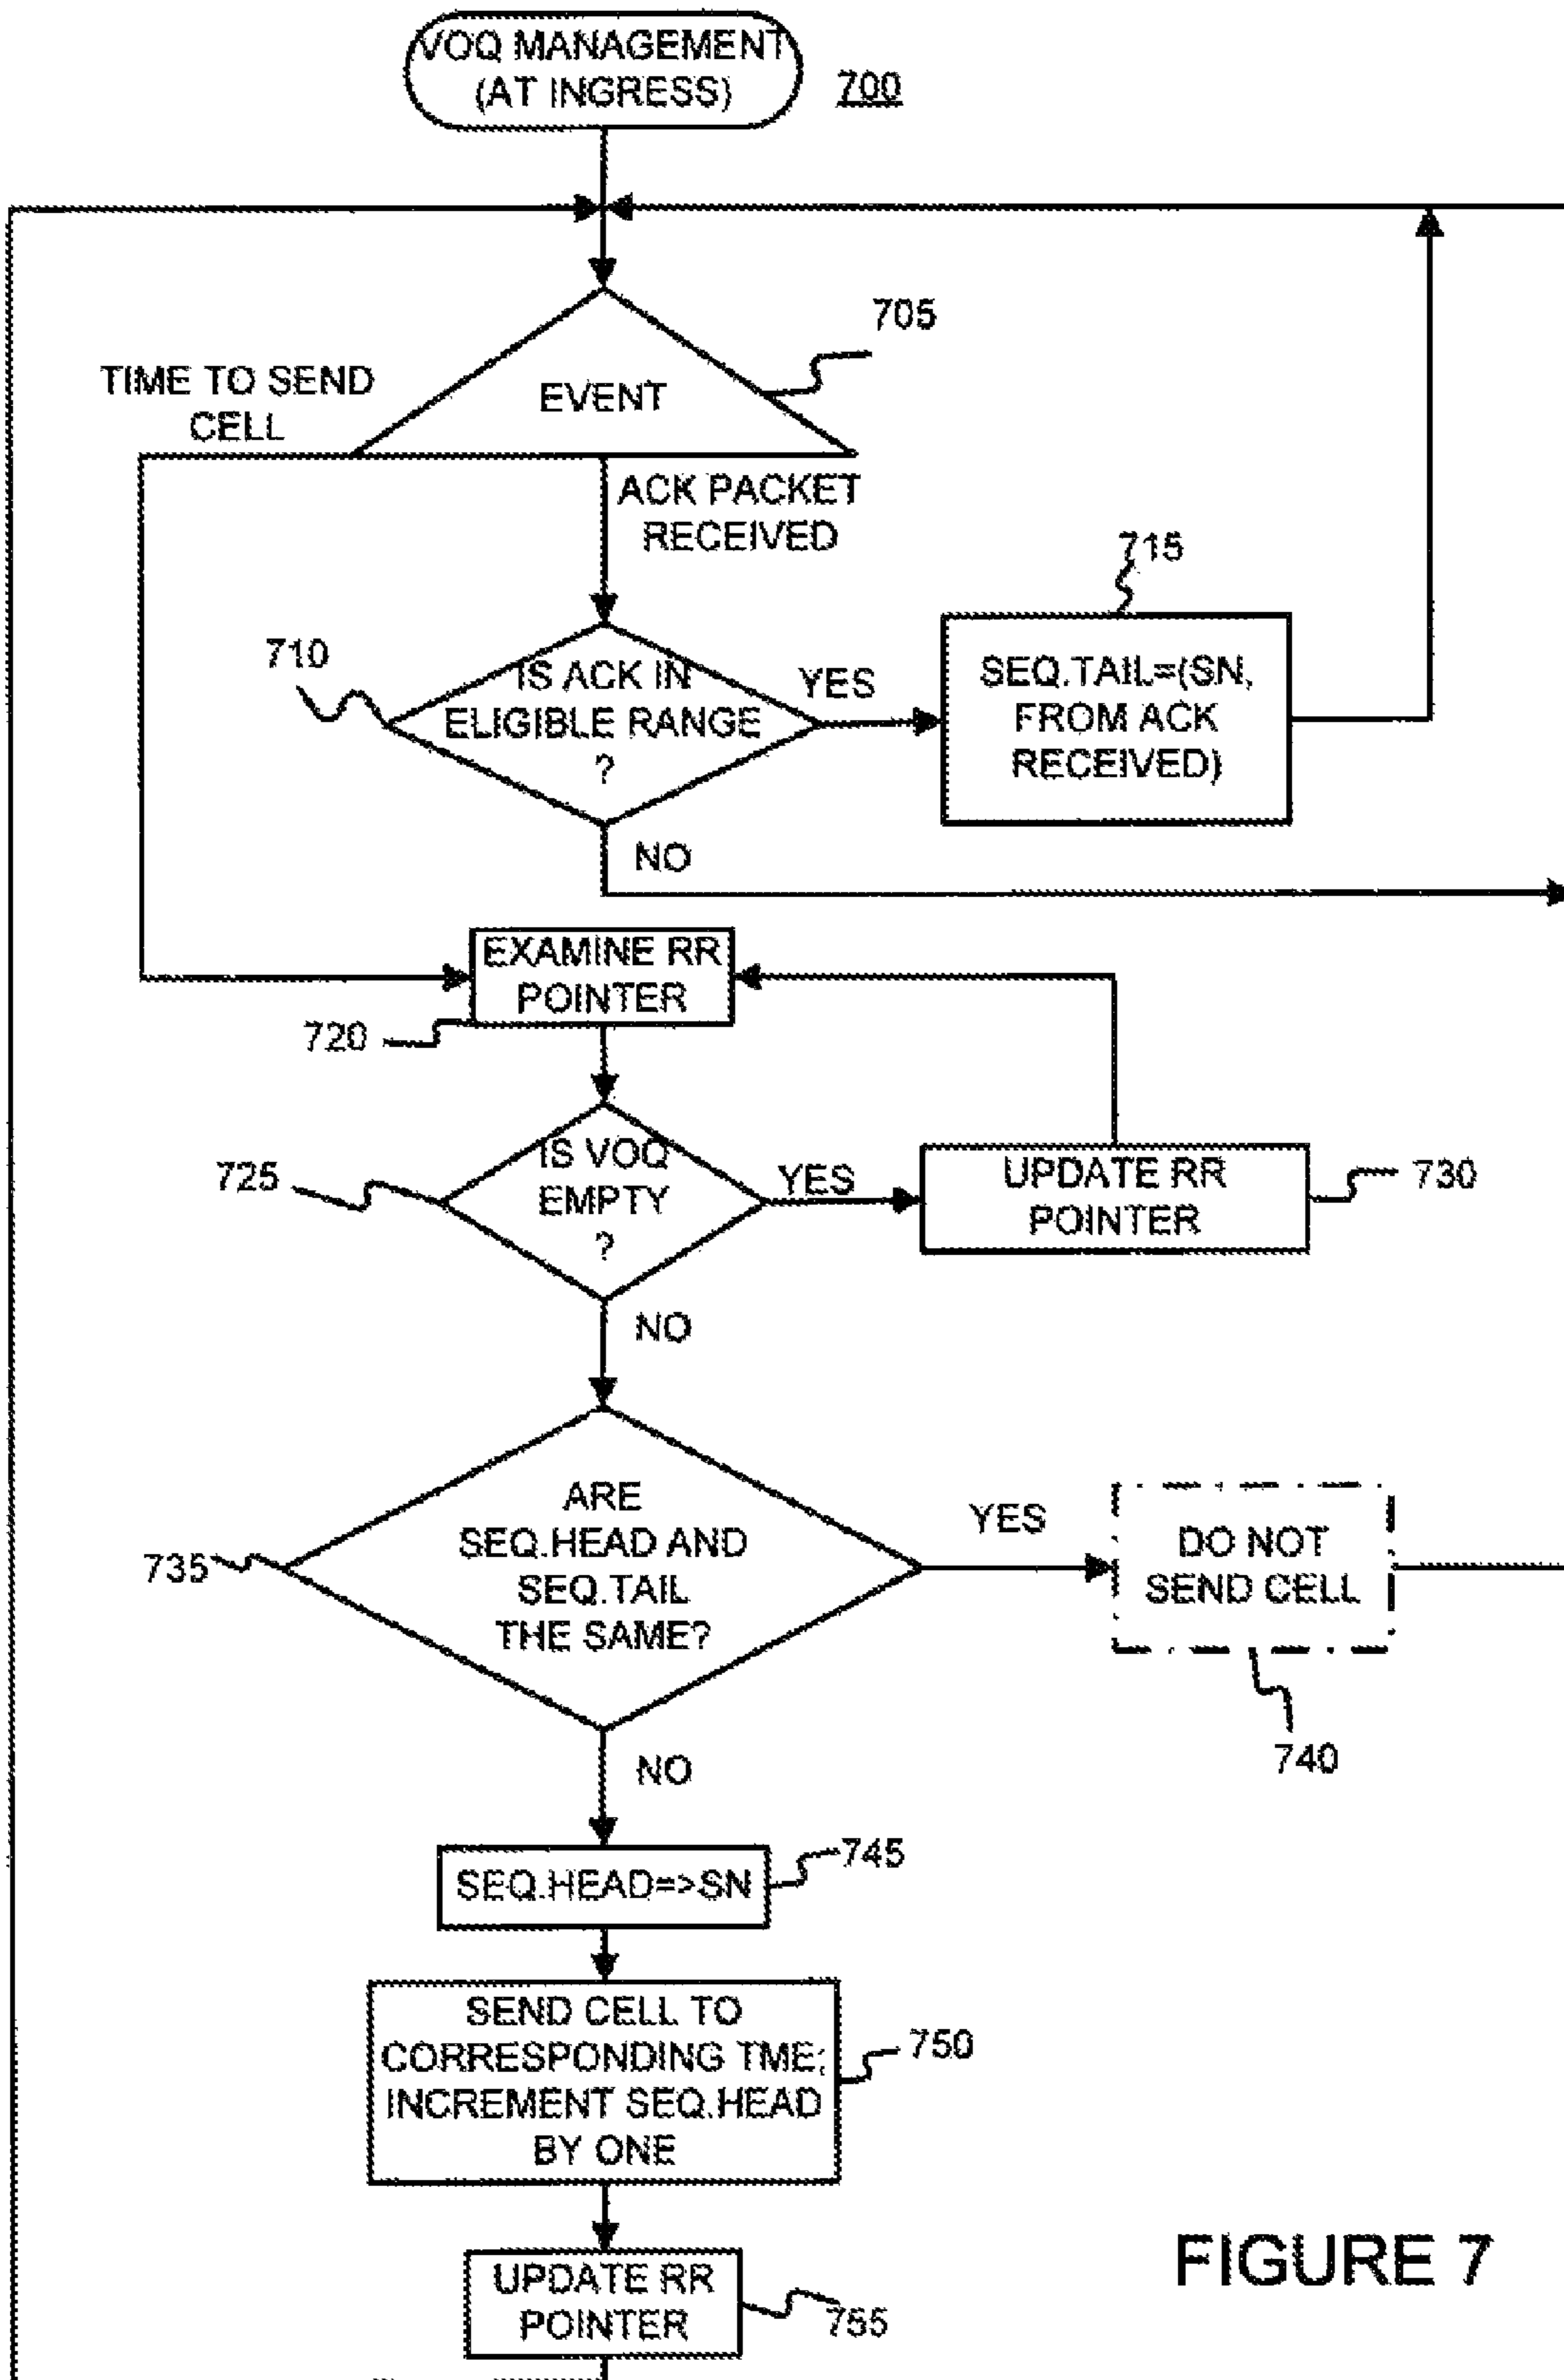 VOQ MANAGEMENT
(AT INGRESS)
700
705
EVENT
TIME TO SEND
CELL
ACK PACKET
RECEIVED
715
710
IS ACK IN
ELIGIBLE RANGE
?
YES
SEQ.TAIL=(SN,
FROM ACK
RECEIVED)
NO
EXAMINE RR
POINTER
720
725
IS VOQ
EMPTY
?
YES
UPDATE RR
POINTER
730
NO
ARE
SEQ.HEAD AND
SEQ.TAIL
THE SAME?
735
YES
DO NOT
SEND CELL
740
NO
SEQ.HEAD=>SN
745
SEND CELL TO
CORRESPONDING TME;
INCREMENT SEQ.HEAD
BY ONE
750
UPDATE RR
POINTER
755
FIGURE 7